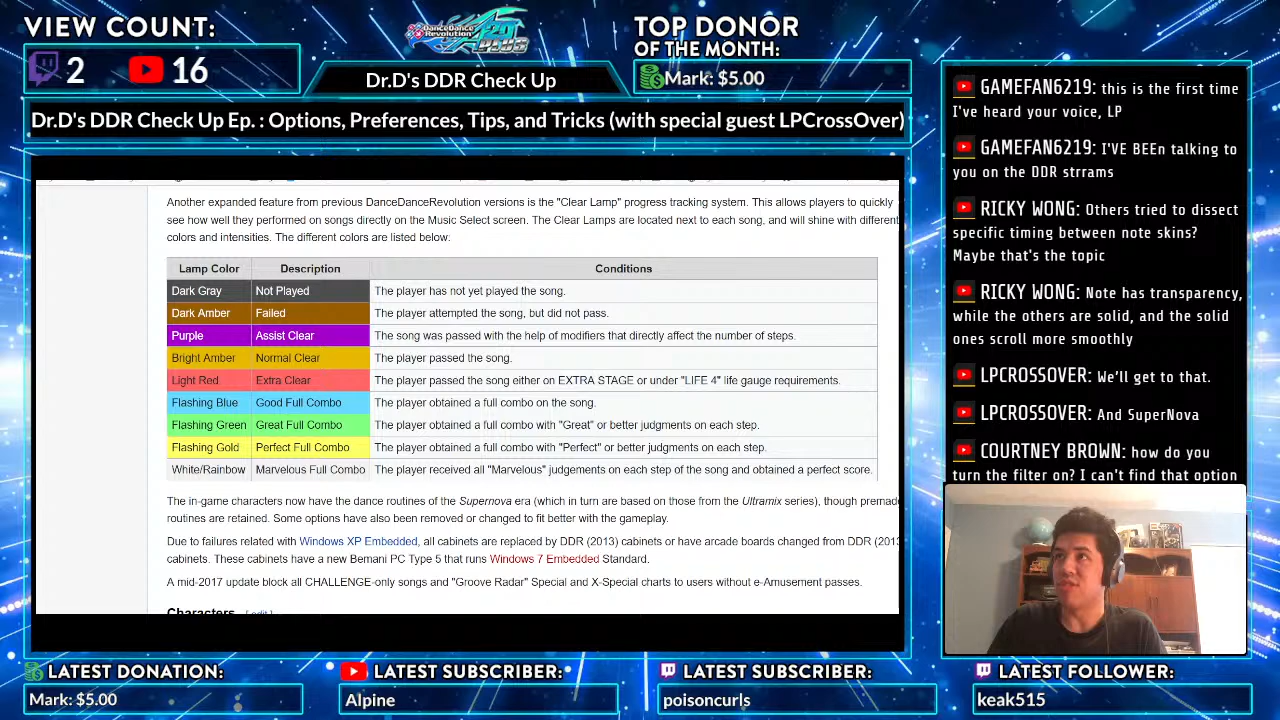 VIEW COUNT:
2
16
DanceDanceRevolution A20 PLUS
Dr.D's DDR Check Up
TOP DONOR
OF THE MONTH:
Mark: $5.00
Dr.D's DDR Check Up Ep. : Options, Preferences, Tips, and Tricks (with special guest LPCrossOver)
Another expanded feature from previous DanceDanceRevolution versions is the "Clear Lamp" progress tracking system. This allows players to quickly
see how well they performed on songs directly on the Music Select screen. The Clear Lamps are located next to each song, and will shine with different
colors and intensities. The different colors are listed below:
Lamp Color Description Conditions
Dark Gray Not Played The player has not yet played the song.
Dark Amber Failed The player attempted the song, but did not pass.
Purple Assist Clear The song was passed with the help of modifiers that directly affect the number of steps.
Bright Amber Normal Clear The player passed the song.
Light Red Extra Clear The player passed the song either on EXTRA STAGE or under "LIFE 4" life gauge requirements.
Flashing Blue Good Full Combo The player obtained a full combo on the song.
Flashing Green Great Full Combo The player obtained a full combo with "Great" or better judgments on each step.
Flashing Gold Perfect Full Combo The player obtained a full combo with "Perfect" or better judgments on each step.
White/Rainbow Marvelous Full Combo The player received all "Marvelous" judgements on each step of the song and obtained a perfect score.
The in-game characters now have the dance routines of the Supernova era (which in turn are based on those from the Ultramix series), though premade
routines are retained. Some options have also been removed or changed to fit better with the gameplay.
Due to failures related with Windows XP Embedded, all cabinets are replaced by DDR (2013) cabinets or have arcade boards changed from DDR (2013
cabinets. These cabinets have a new Bemani PC Type 5 that runs Windows 7 Embedded Standard.
A mid-2017 update block all CHALLENGE-only songs and "Groove Radar" Special and X-Special charts to users without e-Amusement passes.
Characters [ edit ]
GAMEFAN6219: this is the first time
I've heard your voice, LP
GAMEFAN6219: I'VE BEEn talking to
you on the DDR strrams
RICKY WONG: Others tried to dissect
specific timing between note skins?
Maybe that's the topic
RICKY WONG: Note has transparency,
while the others are solid, and the solid
ones scroll more smoothly
LPCROSSOVER: We'll get to that.
LPCROSSOVER: And SuperNova
COURTNEY BROWN: how do you
turn the filter on? I can't find that option
LATEST DONATION:
Mark: $5.00
LATEST SUBSCRIBER:
Alpine
LATEST SUBSCRIBER:
poisoncurls
LATEST FOLLOWER:
keak515